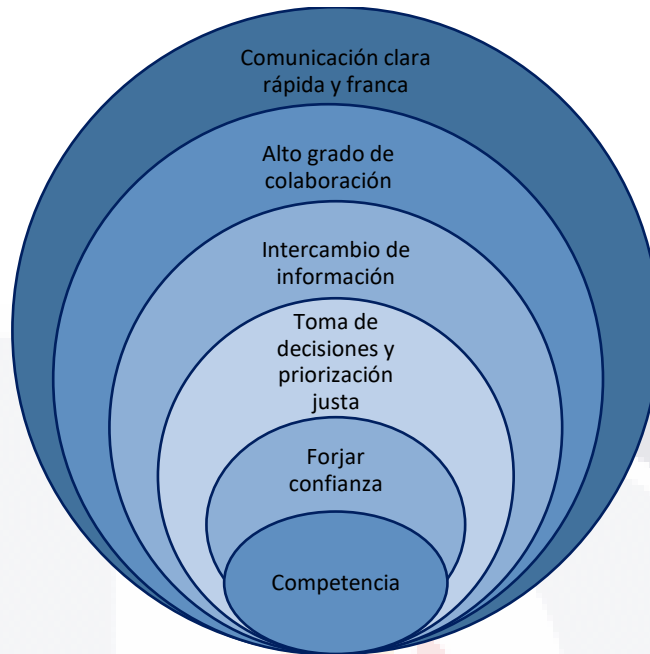 Comunicación clara
rápida y franca
Alto grado de
colaboración
Intercambio de
información
Toma de
decisiones y
priorización
justa
Forjar
confianza
Competencia